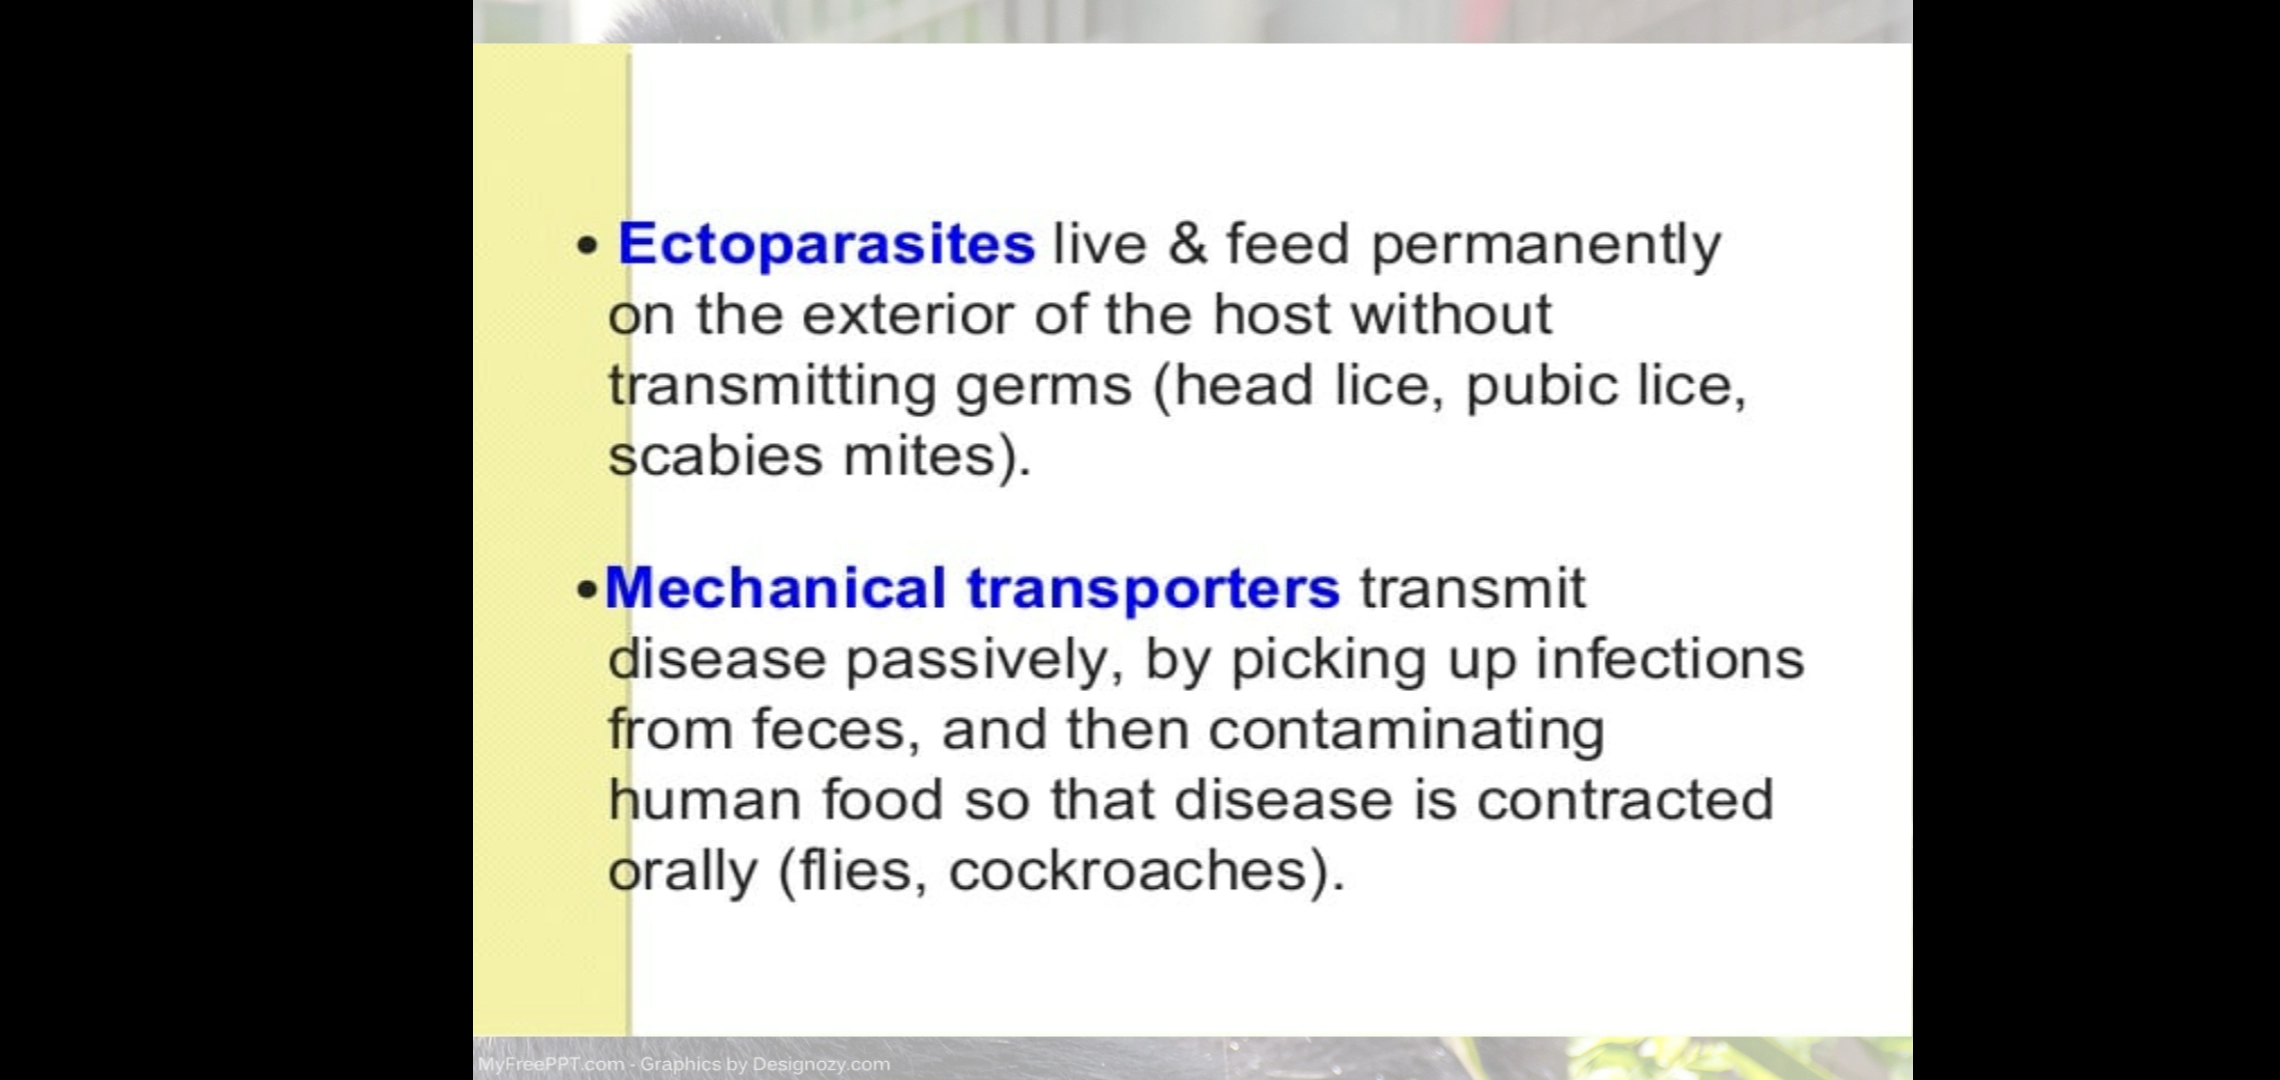 • Ectoparasites live & feed permanently
on the exterior of the host without
transmitting germs (head lice, pubic lice,
scabies mites).
•Mechanical transporters transmit
disease passively, by picking up infections
from feces, and then contaminating
human food so that disease is contracted
orally (flies, cockroaches).
MyFreePPT.com - Graphics by Designozy.com